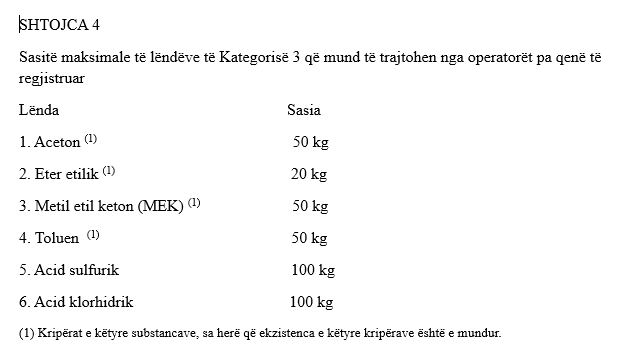 SHTOJCA 4
Sasitë maksimale të lëndëve të Kategorisë 3 që mund të trajtohen nga operatorët pa qenë të
regjistruar
Lënda Sasia
1. Aceton (1) 50 kg
2. Eter etilik (1) 20 kg
3. Metil etil keton (MEK) (1) 50 kg
4. Toluen (1) 50 kg
5. Acid sulfurik 100 kg
6. Acid klorhidrik 100 kg
(1) Kripërat e këtyre substancave, sa herë që ekzistenca e këtyre kripërave është e mundur.